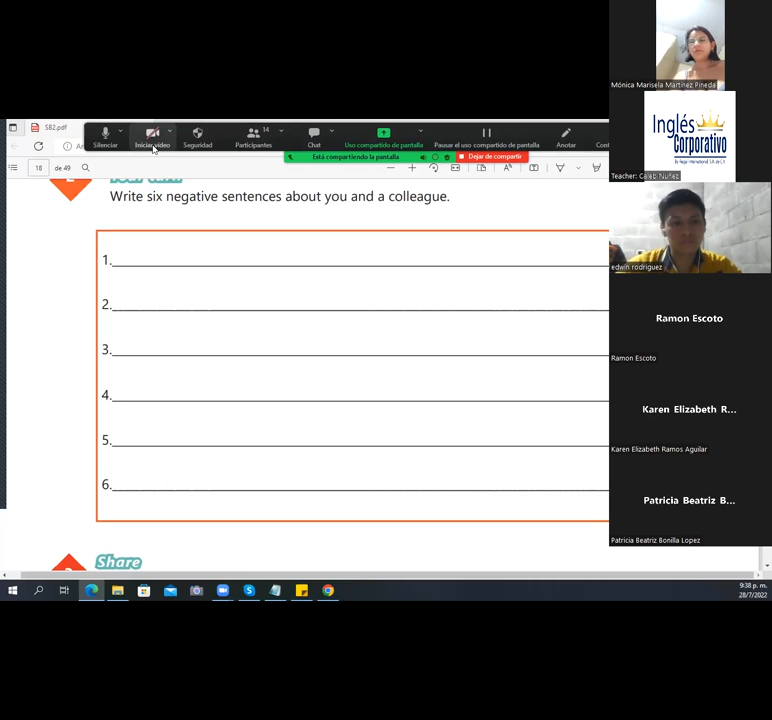 SB2.pdf
Silenciar
Iniciar video
Seguridad
14
Participantes
Chat
Uso compartido de pantalla
Pausar el uso compartido de pantalla
Anotar
Cont
Está compartiendo la pantalla
Dejar de compartir
18 de 49
Write six negative sentences about you and a colleague.
1.
2.
3.
4.
5.
6.
Share
Mónica Marisela Martínez Pineda
Inglés
Corporativo
Teacher: Caleb Nuñez
edwin rodriguez
Ramon Escoto
Ramon Escoto
Karen Elizabeth R...
Karen Elizabeth Ramos Aguilar
Patricia Beatriz B...
Patricia Beatriz Bonilla Lopez
9:38 p. m.
28/7/2022